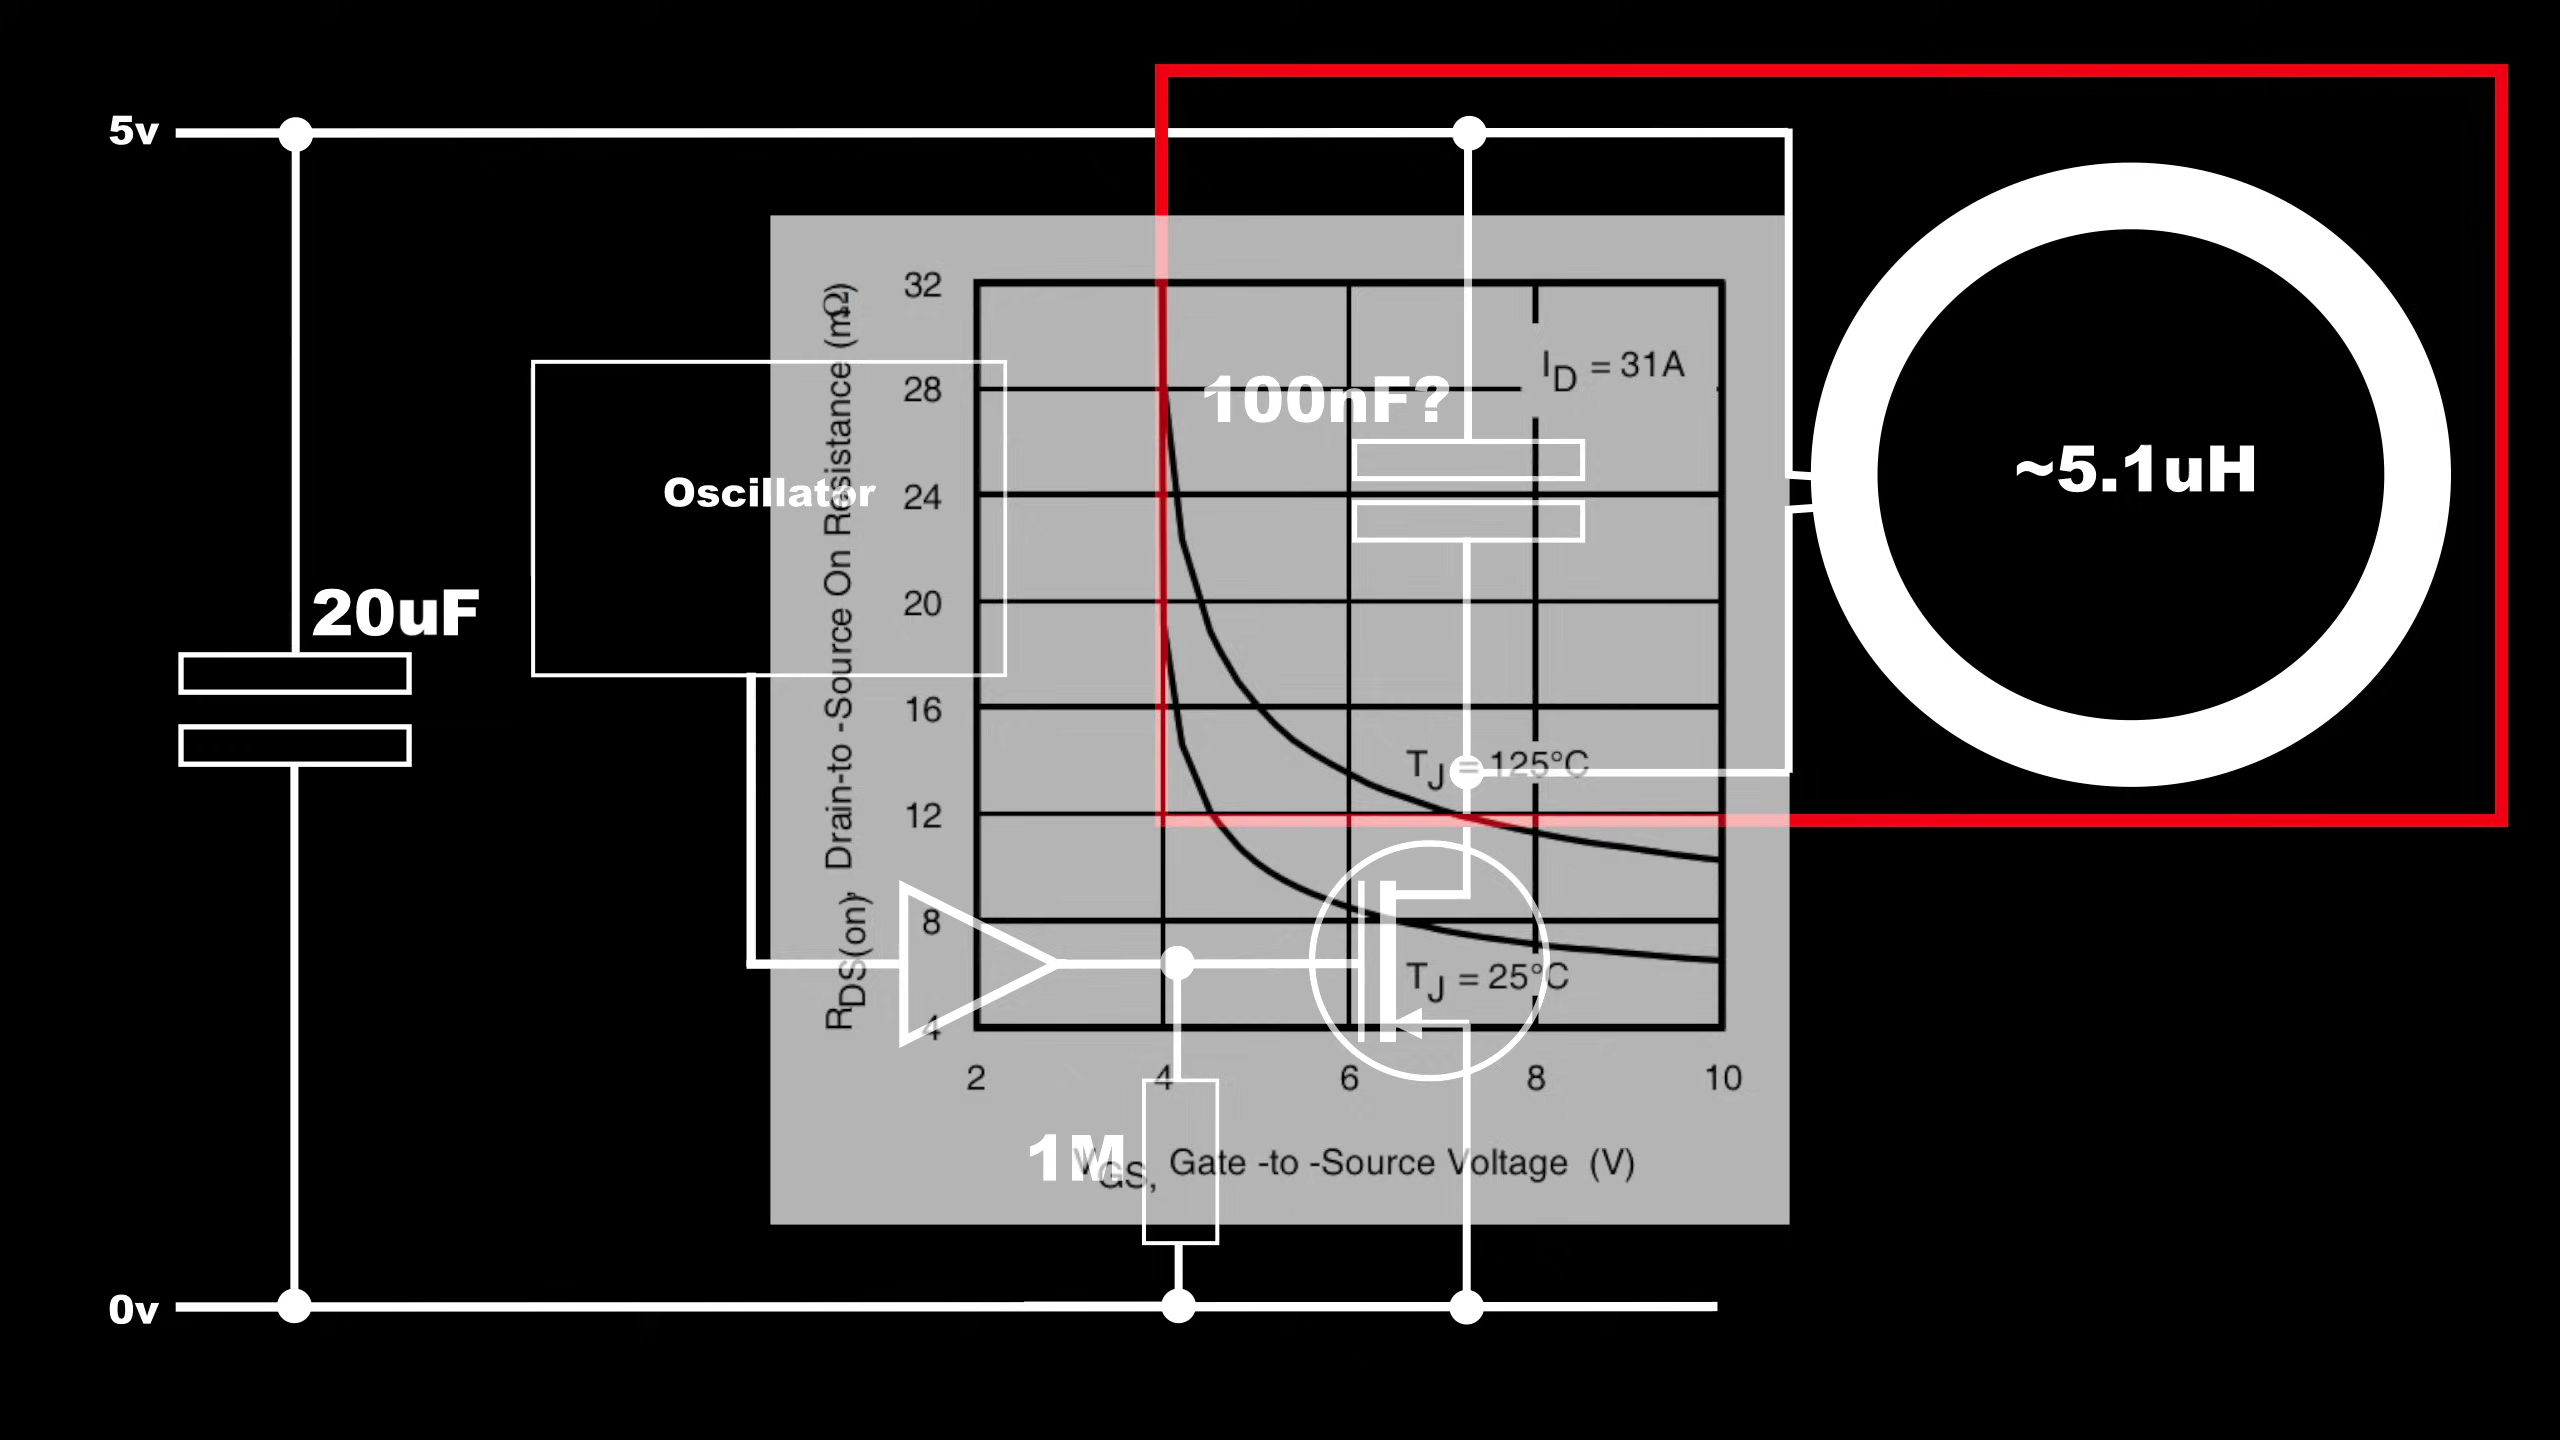 5v
32
RDS(on), Drain-to -Source On Resistance (mΩ)
ID = 31A
28
100nF?
~5.1uH
Oscillator
24
20uF
20
16
TJ = 125°C
12
8
TJ = 25°C
4
2 4 6 8 10
1M
VGS, Gate -to -Source Voltage (V)
0v